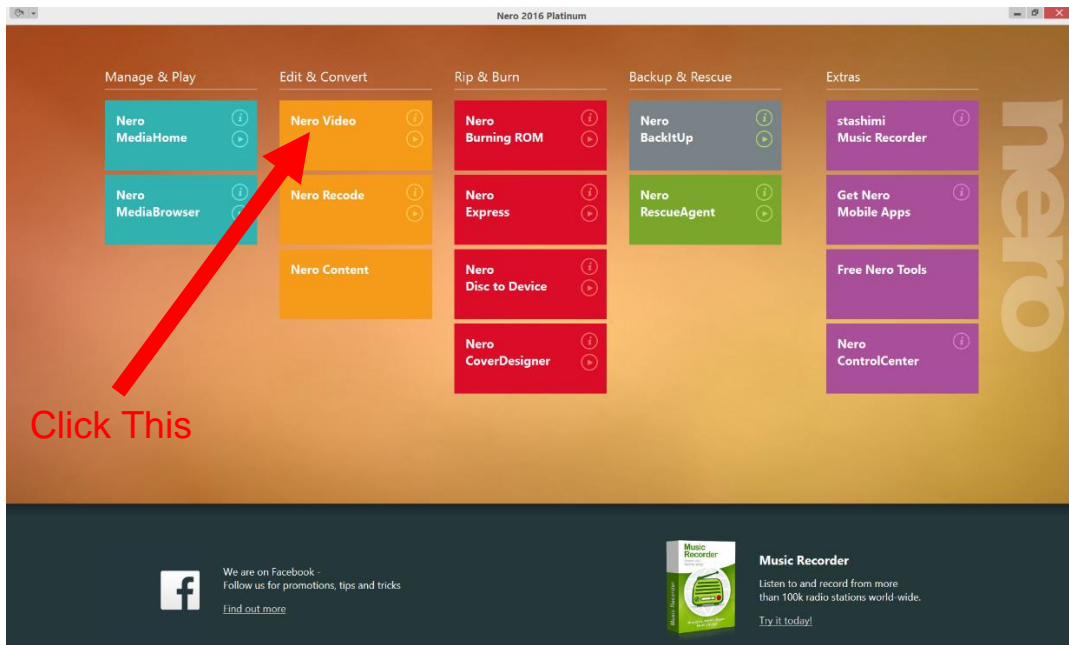 Nero 2016 Platinum
Manage & Play
Nero
MediaHome
Nero
MediaBrowser
Edit & Convert
Nero Video
Nero Recode
Nero Content
Rip & Burn
Nero
Burning ROM
Nero
Express
Nero
Disc to Device
Nero
CoverDesigner
Backup & Rescue
Nero
BackItUp
Nero
RescueAgent
Extras
stashimi
Music Recorder
Get Nero
Mobile Apps
Free Nero Tools
Nero
ControlCenter
nero
Click This
We are on Facebook -
Follow us for promotions, tips and tricks
Find out more
Music
Recorder
Music Recorder
Music Recorder
Listen to and record from more
than 100k radio stations world-wide.
Try it today!